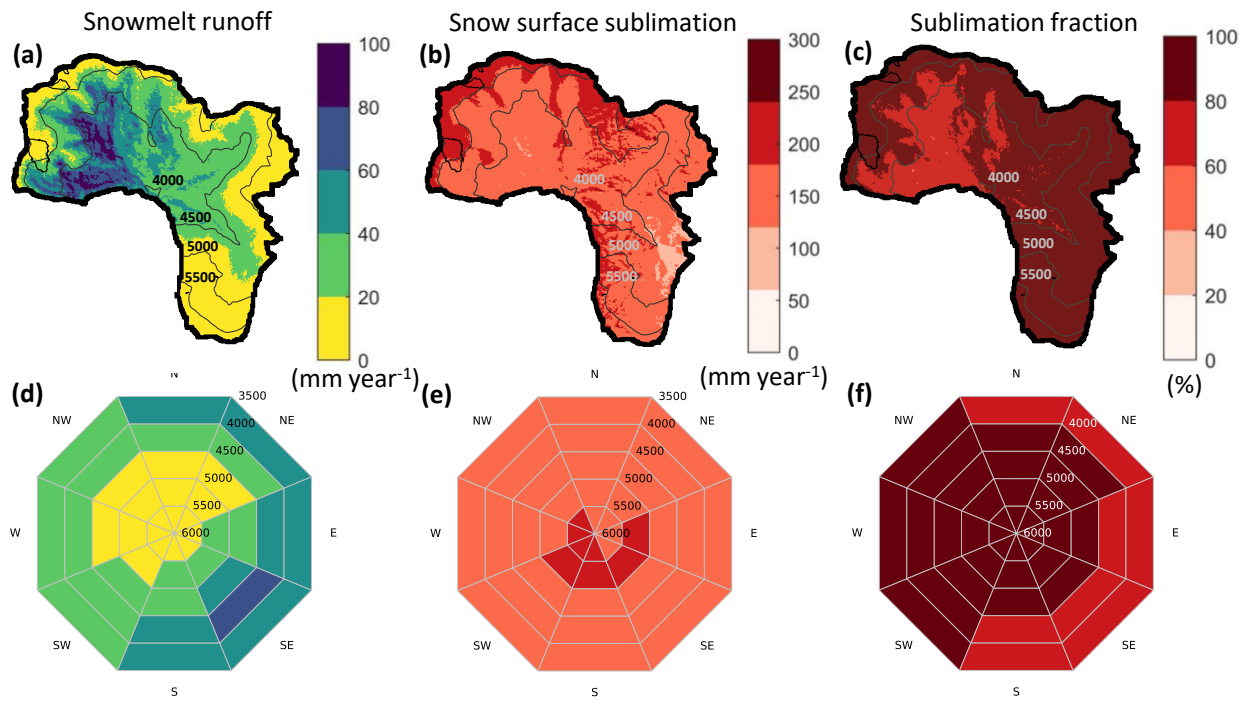 Snowmelt runoff
Snow surface sublimation
Sublimation fraction
(a)
100
80
60
40
20
0
4000
4500
5000
5500
(mm year-1)
(b)
300
250
200
150
100
50
0
4000
4500
5000
5500
(mm year-1)
(c)
100
80
60
40
20
0
4000
4500
5000
5500
(%)
(d)
N
NE
E
SE
S
SW
W
NW
3500
4000
4500
5000
5500
6000
(e)
N
NE
E
SE
S
SW
W
NW
3500
4000
4500
5000
5500
6000
(f)
N
NE
E
SE
S
SW
W
NW
4000
4500
5000
5500
6000